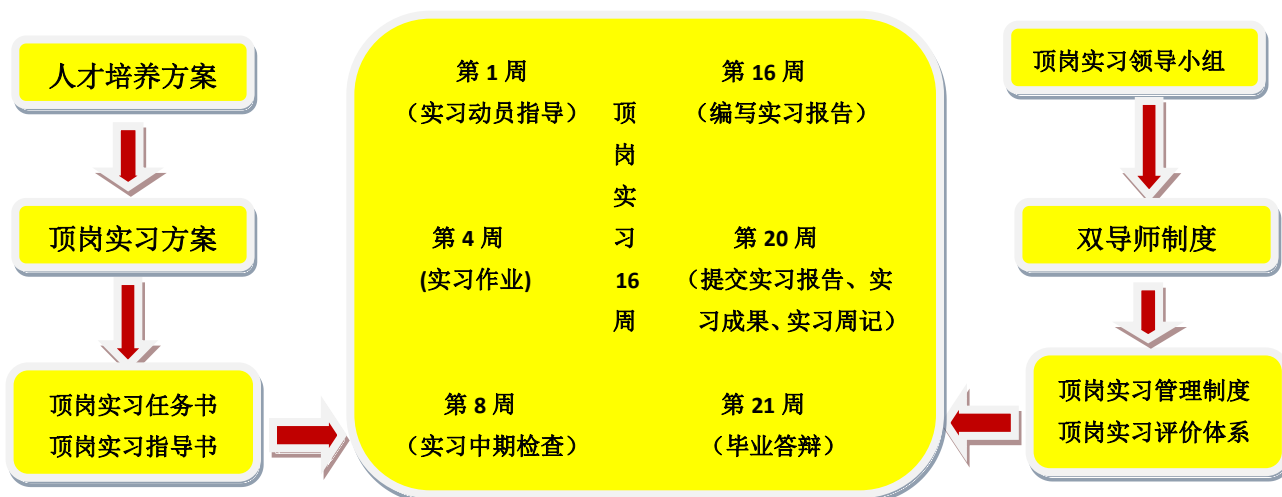 人才培养方案
顶岗实习方案
顶岗实习任务书
顶岗实习指导书
第 1 周
（实习动员指导）
第 4 周
(实习作业)
第 8 周
（实习中期检查）
顶
岗
实
习
16
周
第 16 周
（编写实习报告）
第 20 周
（提交实习报告、实
习成果、实习周记）
第 21 周
（毕业答辩）
顶岗实习领导小组
双导师制度
顶岗实习管理制度
顶岗实习评价体系